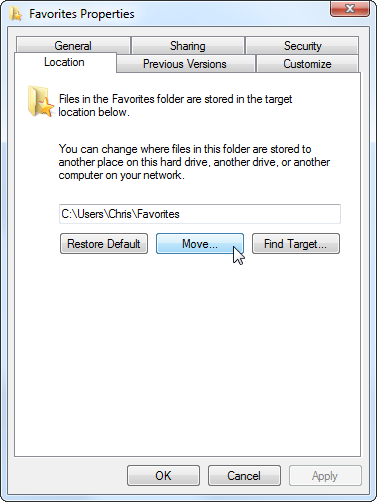 Favorites Properties
General Sharing Security
Location Previous Versions Customize
Files in the Favorites folder are stored in the target
location below.
You can change where files in this folder are stored to
another place on this hard drive, another drive, or another
computer on your network.
C:\Users\Chris\Favorites
Restore Default Move... Find Target...
OK Cancel Apply